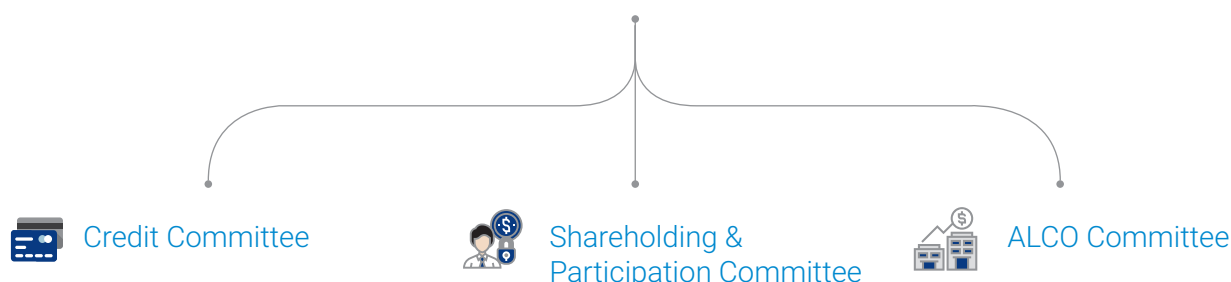 Credit Committee
Shareholding &
Participation Committee
ALCO Committee